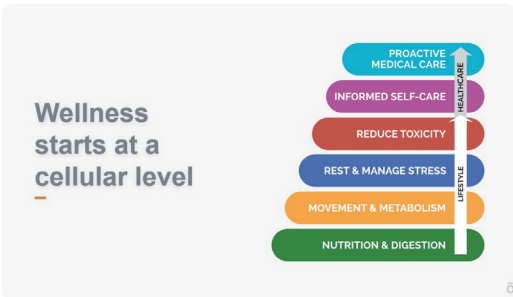 Wellness
starts at a
cellular level
PROACTIVE
MEDICAL CARE
INFORMED SELF-CARE
REDUCE TOXICITY
REST & MANAGE STRESS
MOVEMENT & METABOLISM
NUTRITION & DIGESTION
HEALTHCARE
LIFESTYLE